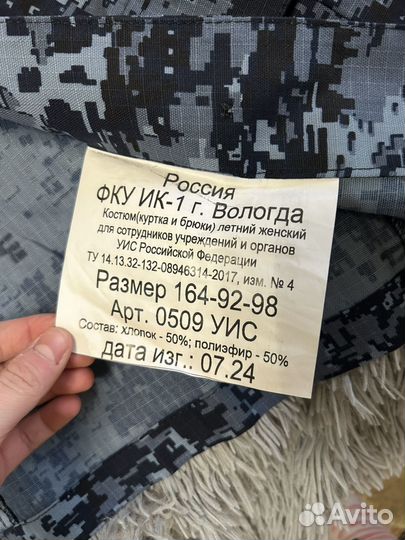 Россия
ФКУ ИК-1 г. Вологда
Костюм(куртка и брюки) летний женский
для сотрудников учреждений и органов
УИС Российской Федерации
ТУ 14.13.32-132-08946314-2017, изм. № 4
Размер 164-92-98
Арт. 0509 УИС
Состав: хлопок - 50%; полиэфир - 50%
дата изг.: 07.24
Avito